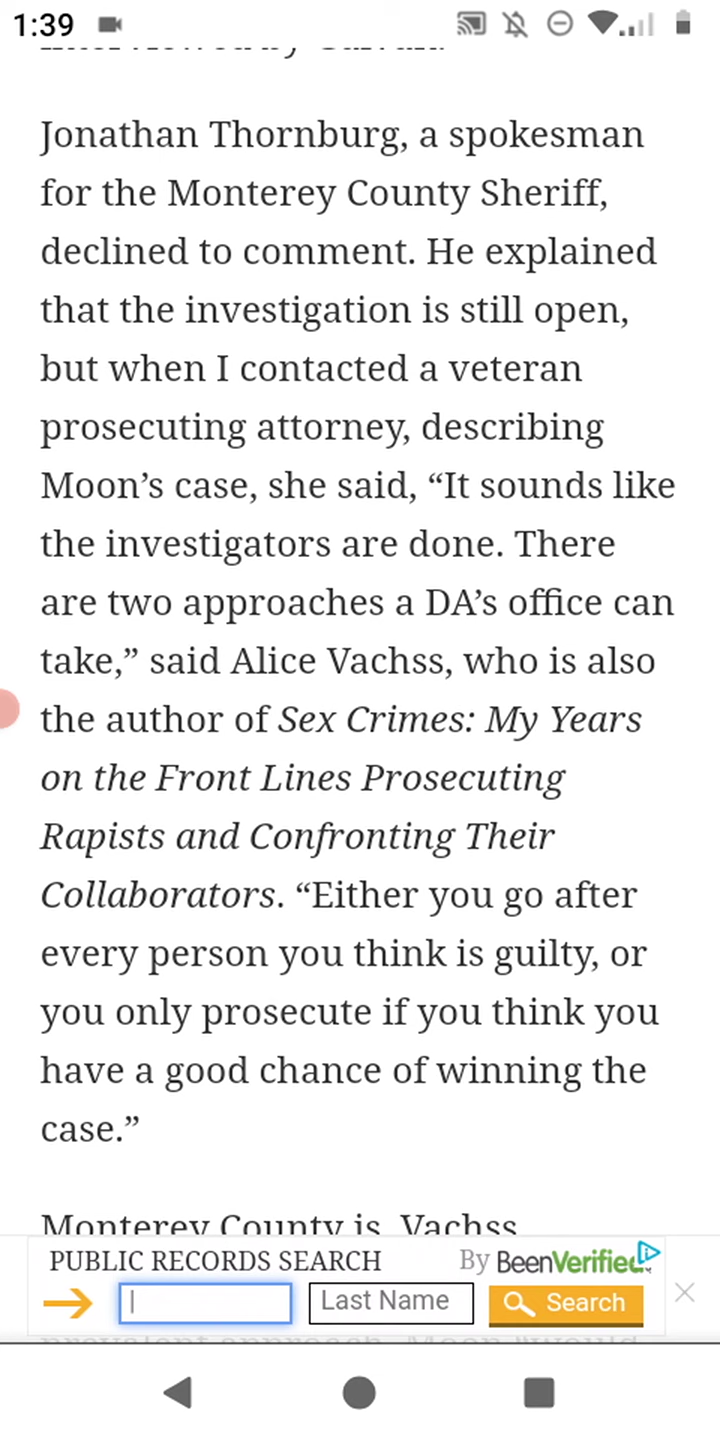 1:39
Jonathan Thornburg, a spokesman
for the Monterey County Sheriff,
declined to comment. He explained
that the investigation is still open,
but when I contacted a veteran
prosecuting attorney, describing
Moon’s case, she said, “It sounds like
the investigators are done. There
are two approaches a DA’s office can
take,” said Alice Vachss, who is also
the author of Sex Crimes: My Years
on the Front Lines Prosecuting
Rapists and Confronting Their
Collaborators. “Either you go after
every person you think is guilty, or
you only prosecute if you think you
have a good chance of winning the
case.”
Monterey County is, Vachss
PUBLIC RECORDS SEARCH By BeenVerified
Last Name Search